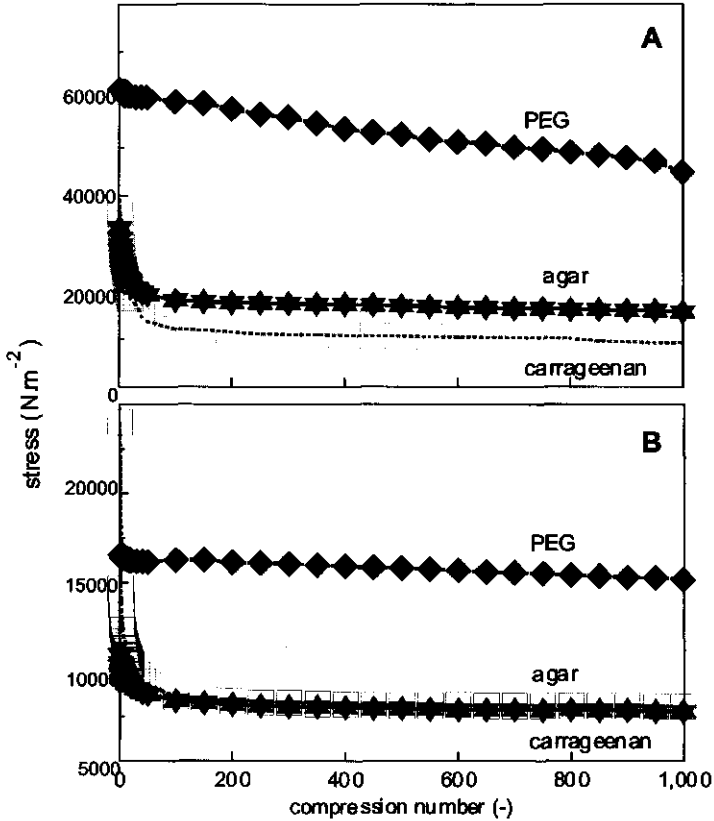 A
60000
PEG
40000
agar
20000
carrageenan
0
stress (N.m-2)
B
20000
PEG
15000
agar
10000
carrageenan
5000
0 200 400 600 800 1,000
compression number (-)